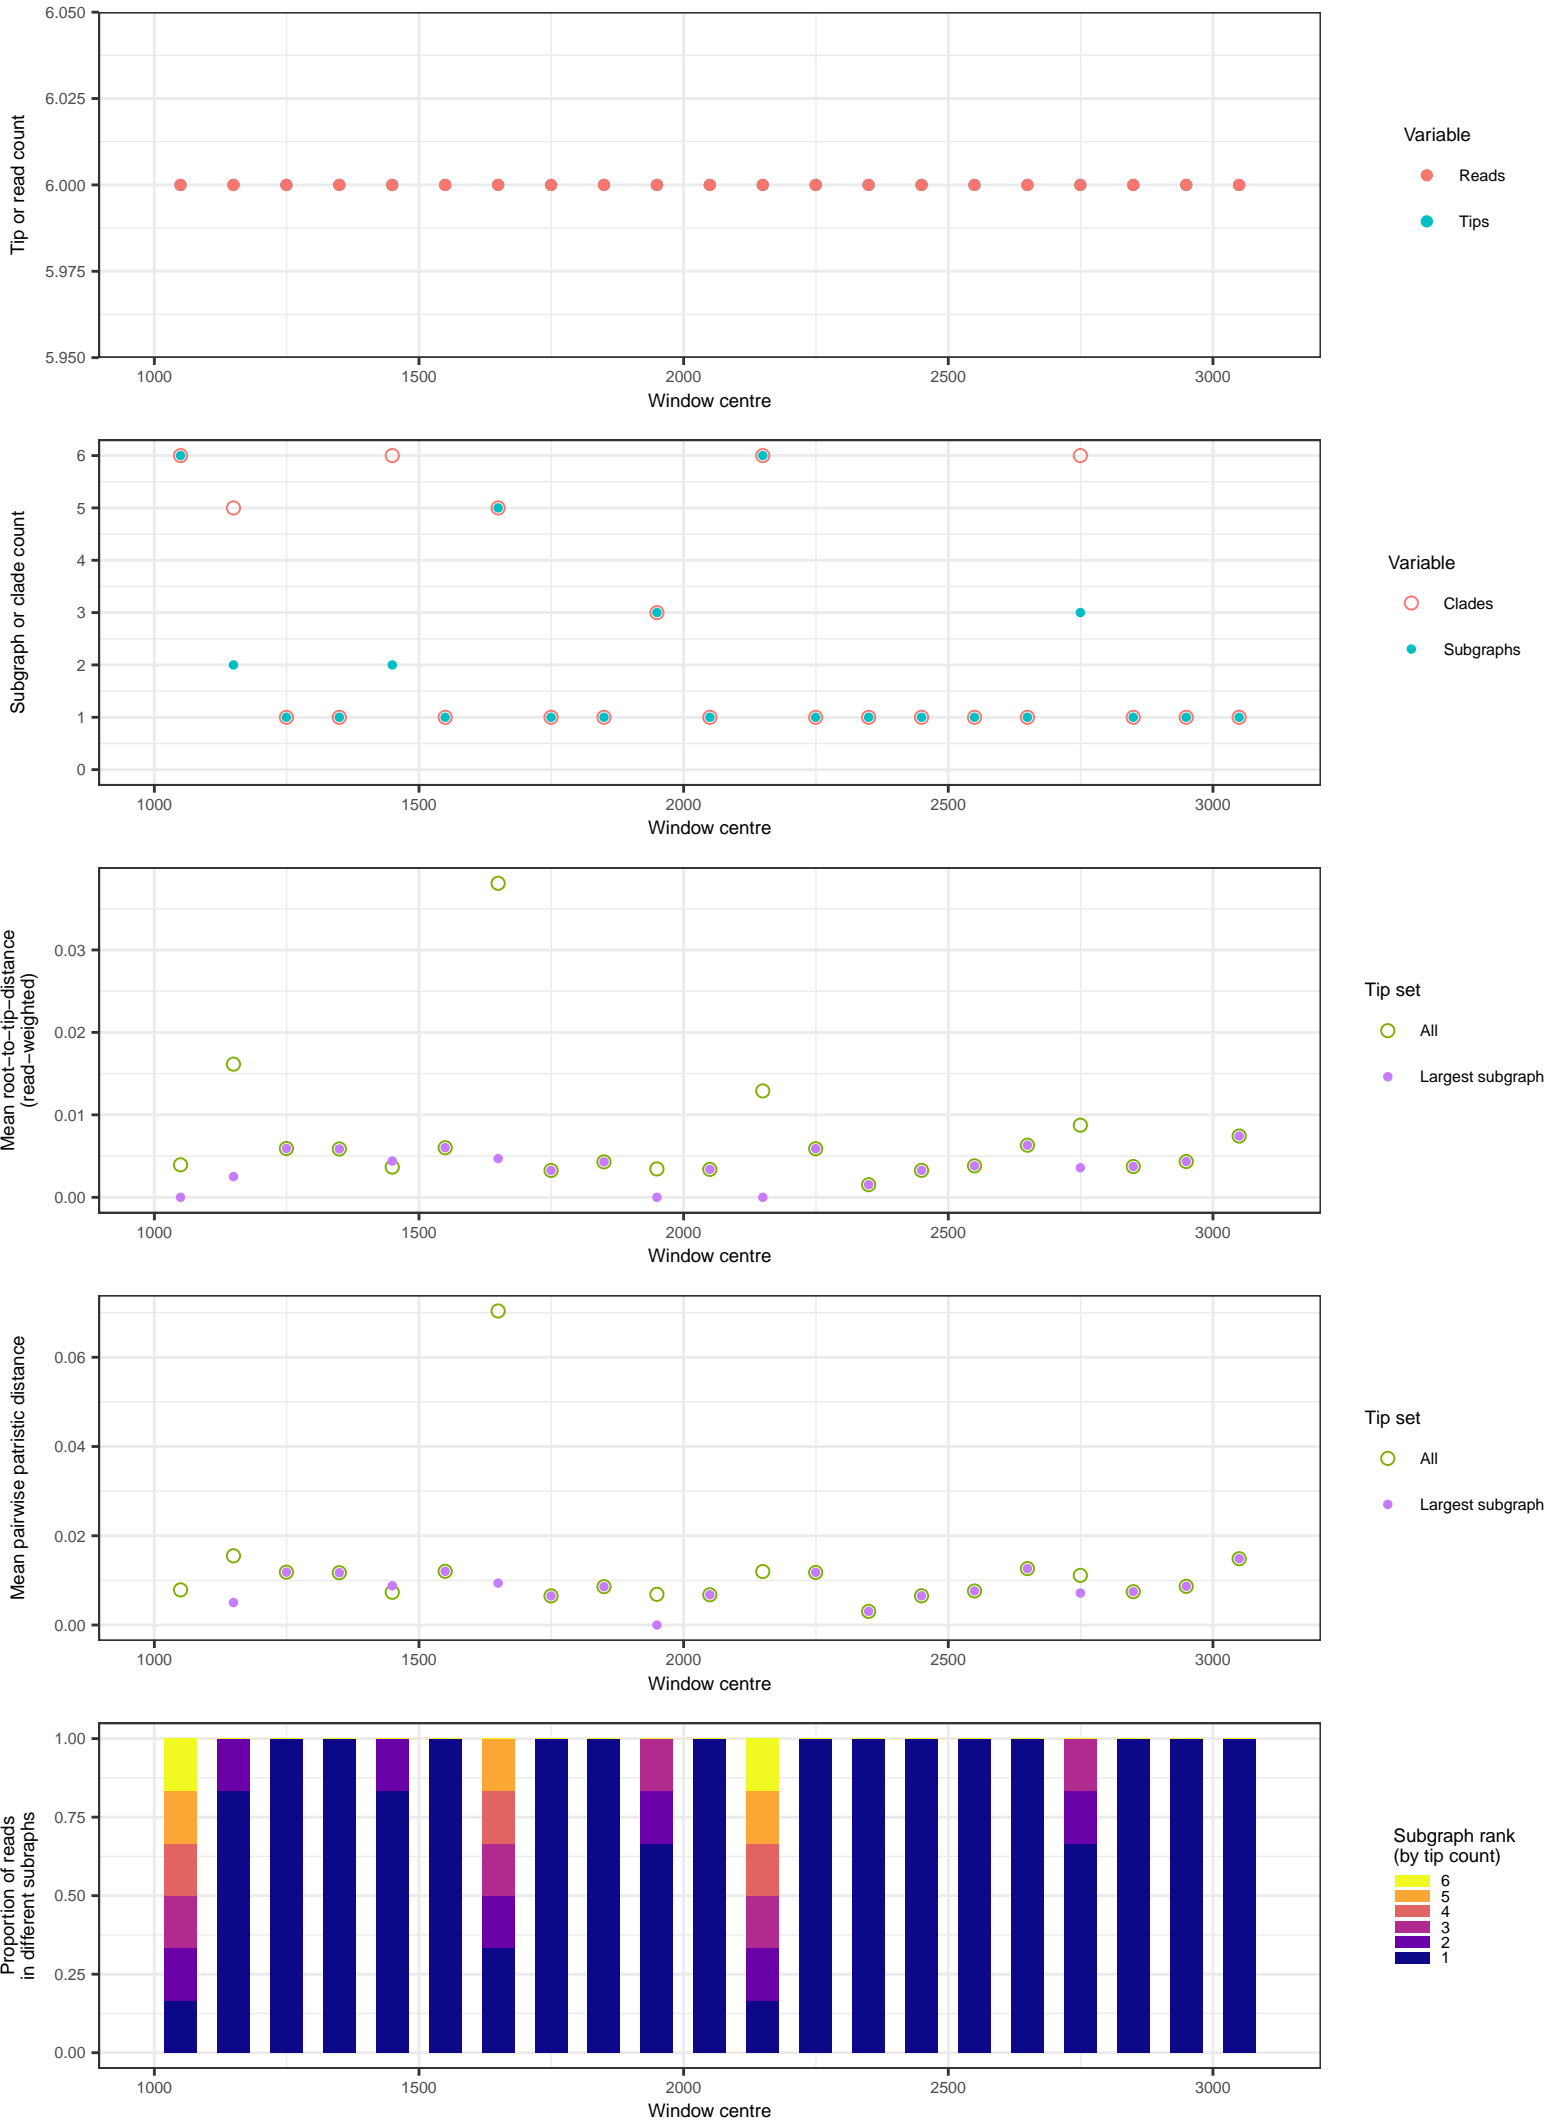 6.050
6.025
6.000
5.975
5.950
Tip or read count
1000 1500 2000 2500 3000
Window centre
Variable
Reads
Tips
6
5
4
3
2
1
0
Subgraph or clade count
1000 1500 2000 2500 3000
Window centre
Variable
Clades
Subgraphs
0.03
0.02
0.01
0.00
Mean root−to−tip−distance
(read−weighted)
1000 1500 2000 2500 3000
Window centre
Tip set
All
Largest subgraph
0.06
0.04
0.02
0.00
Mean pairwise patristic distance
1000 1500 2000 2500 3000
Window centre
Tip set
All
Largest subgraph
1.00
0.75
0.50
0.25
0.00
Proportion of reads
in different subraphs
1000 1500 2000 2500 3000
Window centre
Subgraph rank
(by tip count)
6
5
4
3
2
1